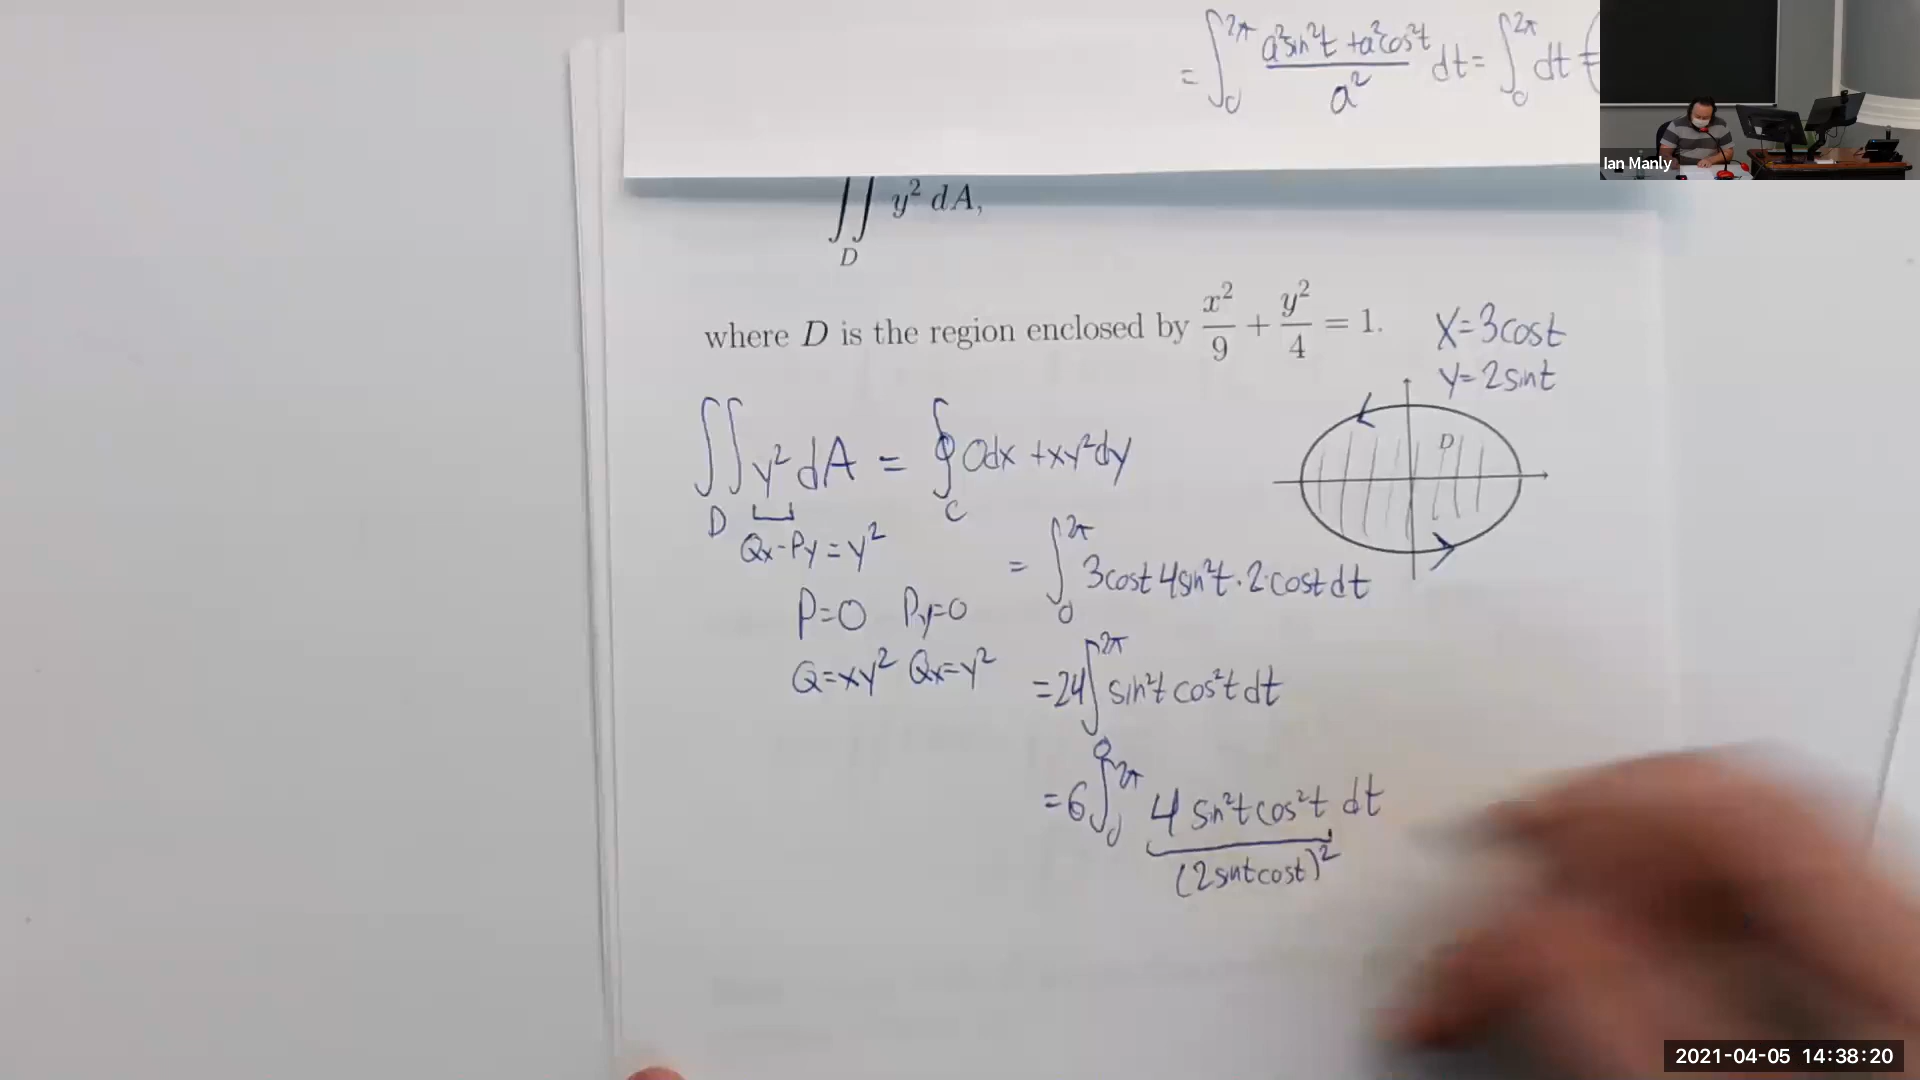 = ∫₀^{2π} (a²sin²t + a²cos²t)/a² dt = ∫₀^{2π} dt =
Ian Manly
∬_D y² dA,
where D is the region enclosed by x²/9 + y²/4 = 1.
x=3cost
y=2sint
D
∬_D y² dA = ∮_C 0dx + xy²dy
Qx-Py=y²
= ∫₀^{2π} 3cost 4sin²t · 2·cost dt
P=0 Py=0
Q=xy² Qx=y²
=24∫₀^{2π} sin²t cos²t dt
=6∫₀^{2π} 4 sin²t cos²t dt
(2sintcost)²
2021-04-05 14:38:20